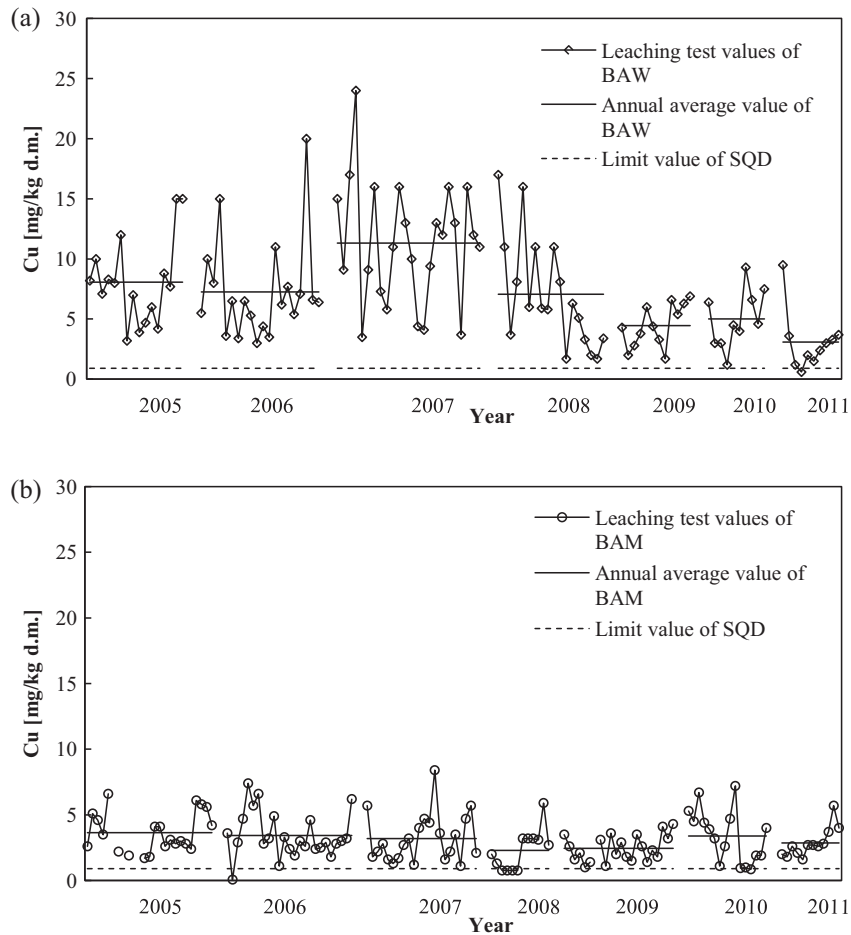 (a)
30
25
20
15
10
5
0
Cu [mg/kg d.m.]
Leaching test values of
BAW
Annual average value of
BAW
Limit value of SQD
2005 2006 2007 2008 2009 2010 2011
Year
(b)
30
25
20
15
10
5
0
Cu [mg/kg d.m.]
Leaching test values of
BAM
Annual average value of
BAM
Limit value of SQD
2005 2006 2007 2008 2009 2010 2011
Year